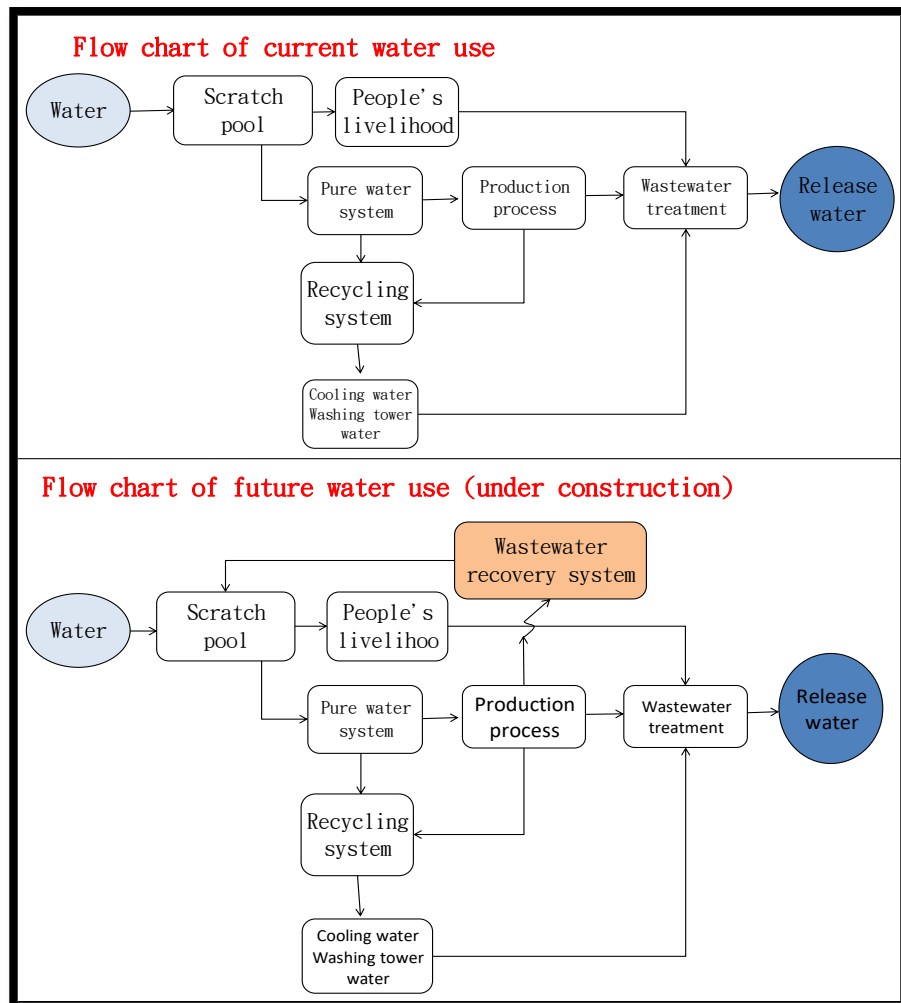 Flow chart of current water use
Water
Scratch
pool
People's
livelihood
Pure water
system
Production
process
Wastewater
treatment
Release
water
Recycling
system
Cooling water
Washing tower
water
Flow chart of future water use (under construction)
Wastewater
recovery system
Water
Scratch
pool
People's
livelihoo
Pure water
system
Production
process
Wastewater
treatment
Release
water
Recycling
system
Cooling water
Washing tower
water